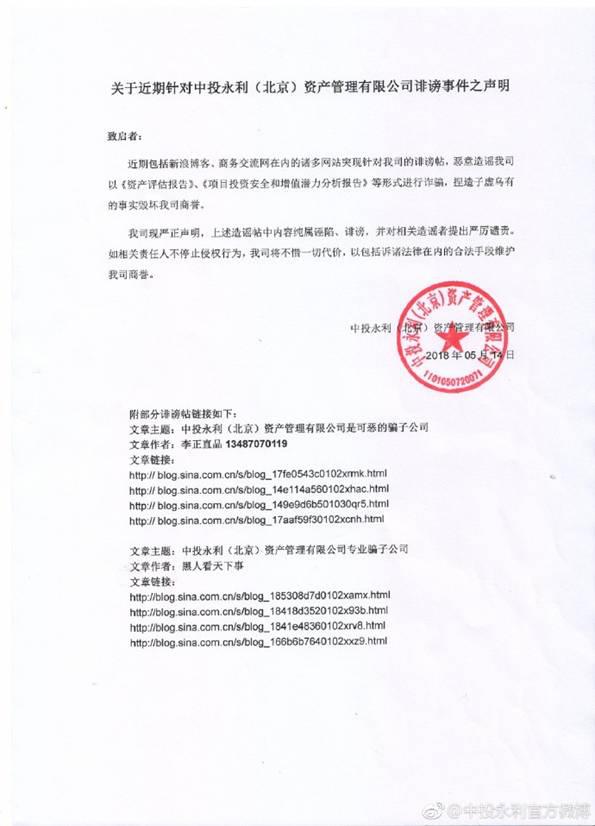 关于近期针对中投永利（北京）资产管理有限公司诽谤事件之声明
致启者：
近期包括新浪博客、商务交流网在内的诸多网站突现针对我司的诽谤帖，恶意造谣我司
以《资产评估报告》、《项目投资安全和增值潜力分析报告》等形式进行诈骗，捏造子虚乌有
的事实毁坏我司商誉。
我司现严正声明，上述造谣帖中内容纯属诬陷、诽谤，并对相关造谣者提出严厉谴责。
如相关责任人不停止侵权行为，我司将不惜一切代价，以包括诉诸法律在内的合法手段维护
我司商誉。
中投永利（北京）资产管理有限公司
2018 年 05 月 14 日
中投永利（北京）资产管理有限公司
1101050720071
附部分诽谤帖链接如下：
文章主题：中投永利（北京）资产管理有限公司是可恶的骗子公司
文章作者：李正直品 13487070119
文章链接：
http:// blog.sina.com.cn/s/blog_17fe0543c0102xrmk.html
http:// blog.sina.com.cn/s/blog_14e114a560102xhac.html
http:// blog.sina.com.cn/s/blog_149e9d6b501030qr5.html
http:// blog.sina.com.cn/s/blog_17aaf59f30102xcnh.html
文章主题：中投永利（北京）资产管理有限公司专业骗子公司
文章作者：黑人看天下事
文章链接：
http://blog.sina.com.cn/s/blog_185308d7d0102xamx.html
http://blog.sina.com.cn/s/blog_18418d3520102x93b.html
http://blog.sina.com.cn/s/blog_1841e48360102xrv8.html
http://blog.sina.com.cn/s/blog_166b6b7640102xxz9.html
@中投永利官方微博